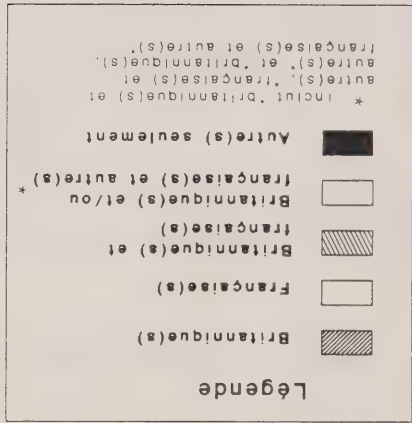 Légende
Britannique(s)
Française(s)
Britannique(s) et
française(s)
Britannique(s) et/ou
française(s) et autre(s) *
Autre(s) seulement
* inclut "britannique(s) et
autre(s)", "française(s) et
autre(s)" et "britannique(s),
française(s) et autre(s)".